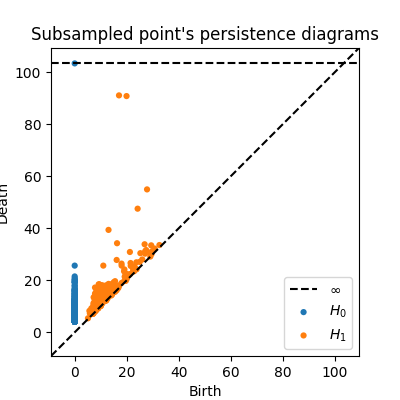 Subsampled point's persistence diagrams
100
80
60
40
20
0
Death
0 20 40 60 80 100
Birth
∞
H₀
H₁